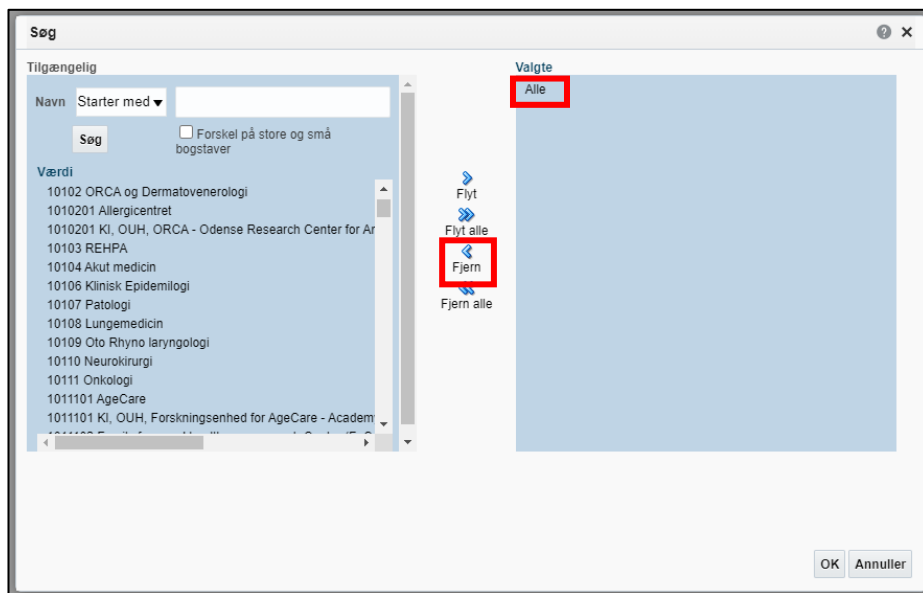 Søg
Tilgængelig
Navn Starter med
Søg
Forskel på store og små
bogstaver
Værdi
10102 ORCA og Dermatovenerologi
1010201 Allergicentret
1010201 KI, OUH, ORCA - Odense Research Center for Ar
10103 REHPA
10104 Akut medicin
10106 Klinisk Epidemilogi
10107 Patologi
10108 Lungemedicin
10109 Oto Rhyno laryngologi
10110 Neurokirurgi
10111 Onkologi
1011101 AgeCare
1011101 KI, OUH, Forskningsenhed for AgeCare - Academ
Flyt
Flyt alle
Fjern
Fjern alle
Valgte
Alle
OK Annuller